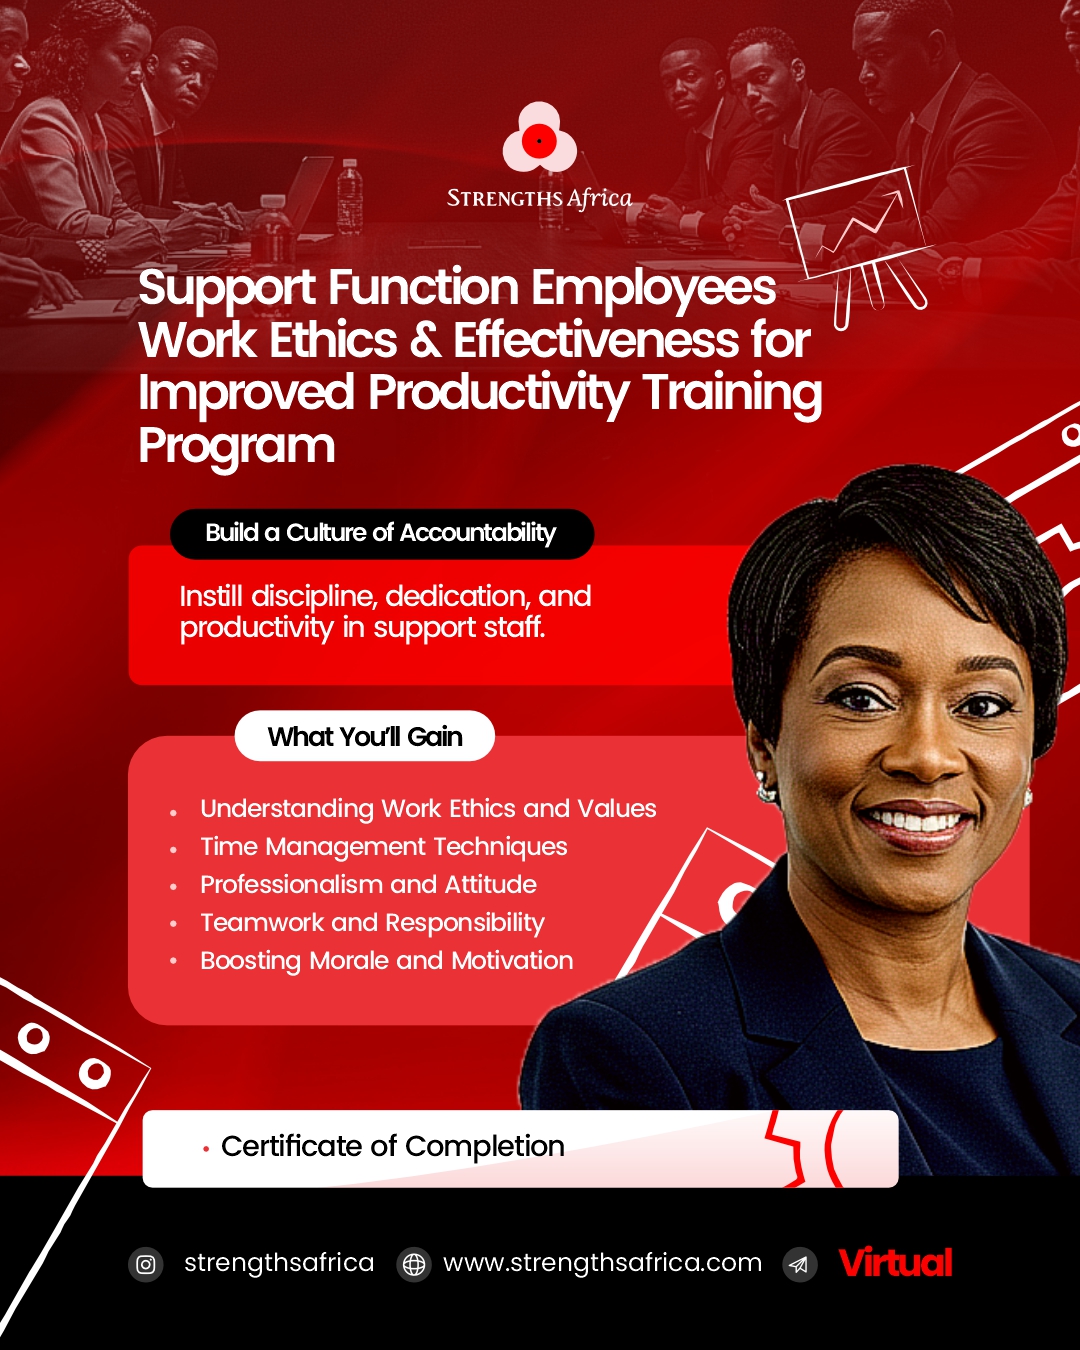 STRENGTHS Africa
Support Function Employees
Work Ethics & Effectiveness for
Improved Productivity Training
Program
Build a Culture of Accountability
Instill discipline, dedication, and
productivity in support staff.
What You'll Gain
• Understanding Work Ethics and Values
• Time Management Techniques
• Professionalism and Attitude
• Teamwork and Responsibility
• Boosting Morale and Motivation
• Certificate of Completion
strengthsafrica www.strengthsafrica.com Virtual